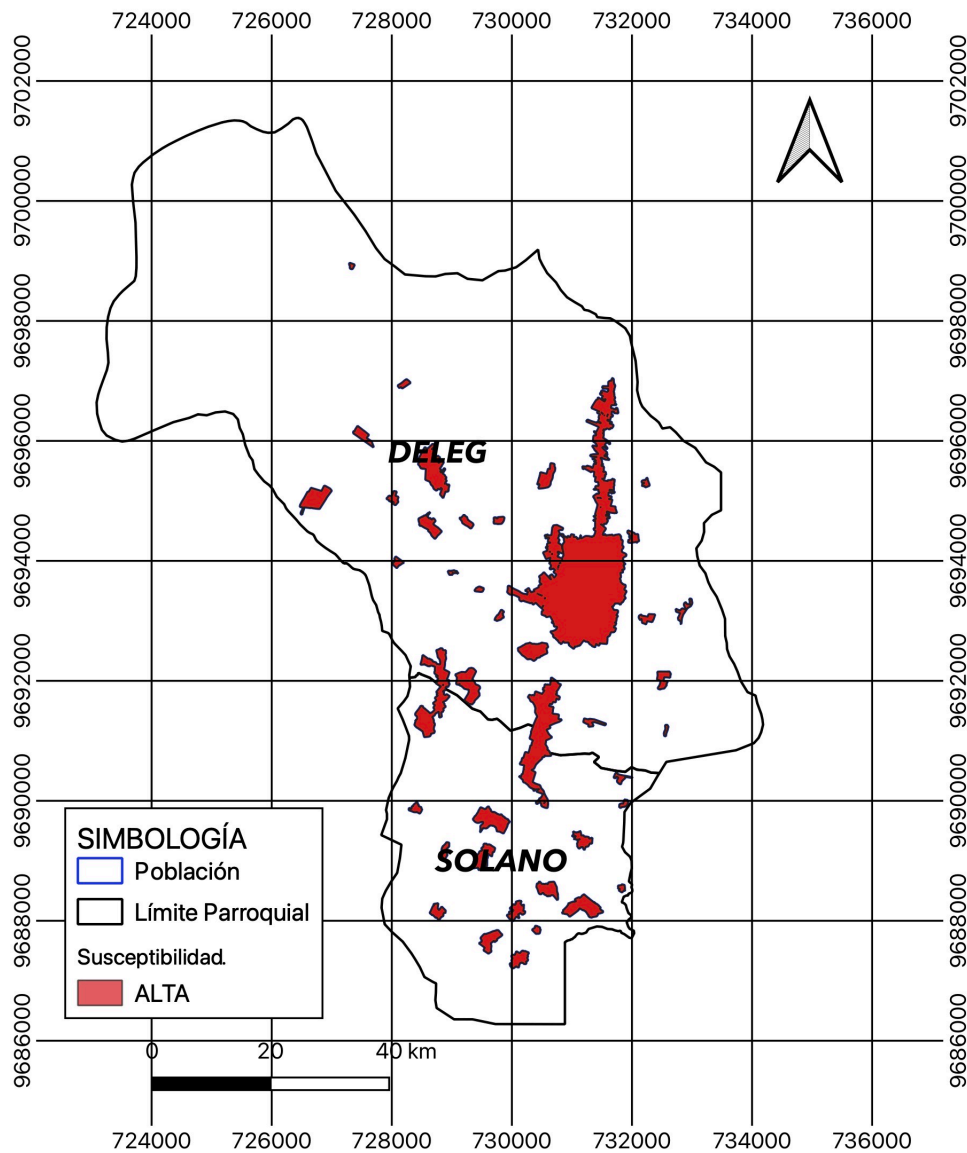 724000 726000 728000 730000 732000 734000 736000
9702000 9702000
9700000 9700000
9698000 9698000
9696000 9696000
DELEG
9694000 9694000
9692000 9692000
9690000 9690000
SIMBOLOGÍA
Población
Límite Parroquial
Susceptibilidad.
ALTA
SOLANO
9688000 9688000
9686000 9686000
0 20 40 km
724000 726000 728000 730000 732000 734000 736000